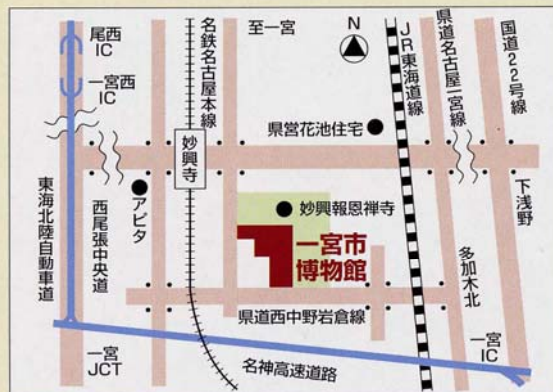 尾西
IC
一宮西
IC
名鉄名古屋本線
至一宮
N
JR東海道線
県道名古屋一宮線
国道22号線
県営花池住宅
妙興寺
東海北陸自動車道
西尾張中央道
アピタ
妙興報恩禅寺
一宮市
博物館
下浅野
多加木北
県道西中野岩倉線
一宮
JCT
名神高速道路
一宮
IC